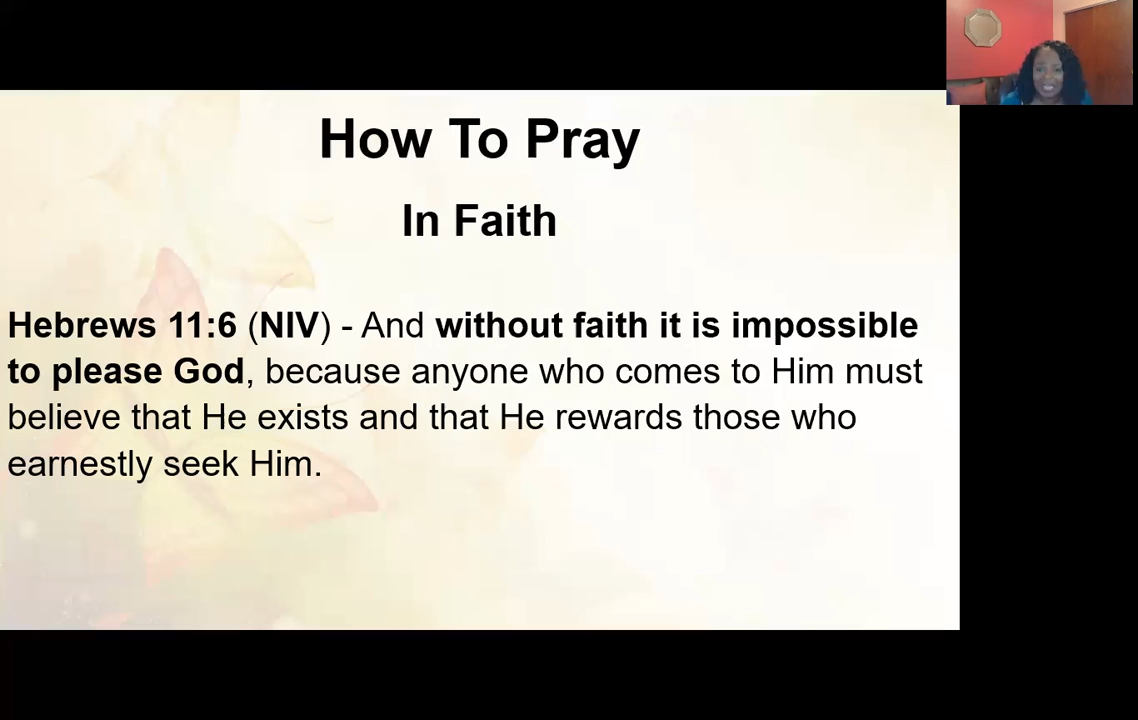 How To Pray
In Faith
Hebrews 11:6 (NIV) - And without faith it is impossible
to please God, because anyone who comes to Him must
believe that He exists and that He rewards those who
earnestly seek Him.